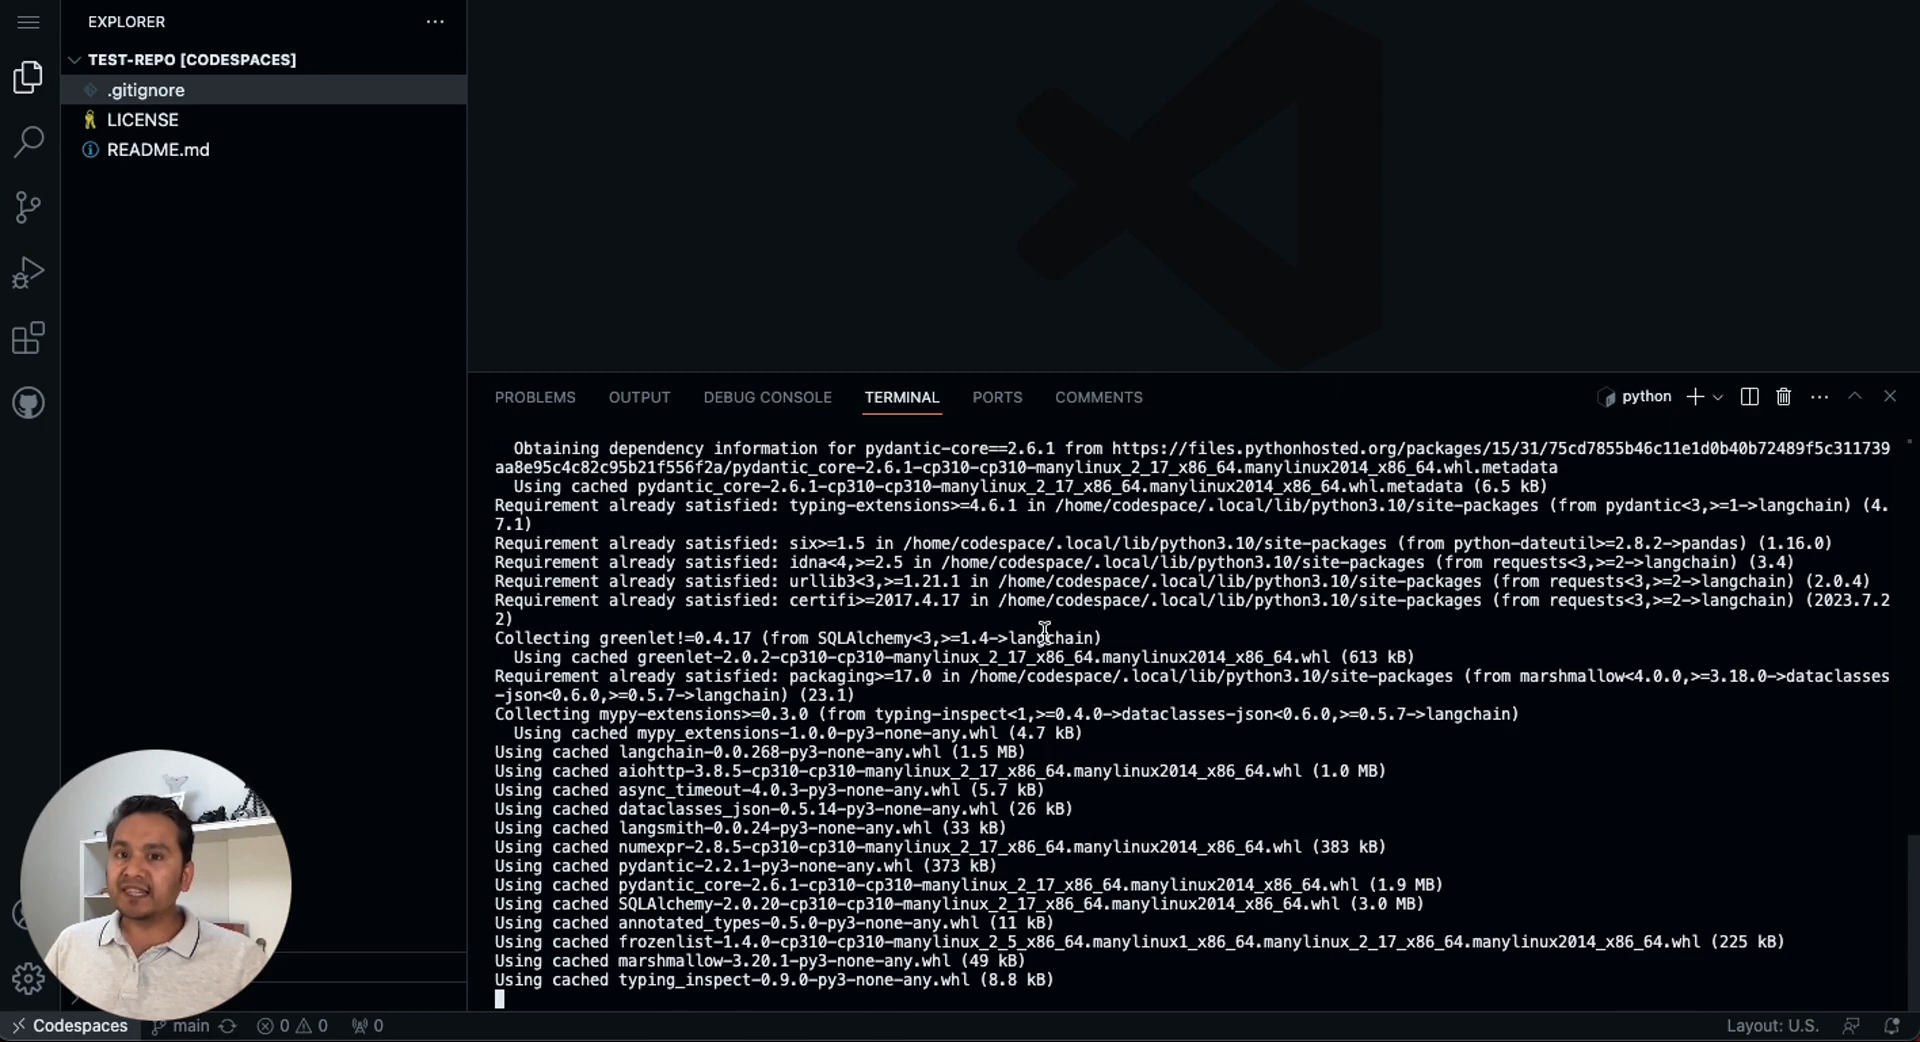 EXPLORER
TEST-REPO [CODESPACES]
.gitignore
LICENSE
README.md
PROBLEMS OUTPUT DEBUG CONSOLE TERMINAL PORTS COMMENTS
python
Obtaining dependency information for pydantic-core==2.6.1 from https://files.pythonhosted.org/packages/15/31/75cd7855b46c11e1d0b40b72489f5c311739
aa8e95c4c82c95b21f556f2a/pydantic_core-2.6.1-cp310-cp310-manylinux_2_17_x86_64.manylinux2014_x86_64.whl.metadata
Using cached pydantic_core-2.6.1-cp310-cp310-manylinux_2_17_x86_64.manylinux2014_x86_64.whl.metadata (6.5 kB)
Requirement already satisfied: typing-extensions>=4.6.1 in /home/codespace/.local/lib/python3.10/site-packages (from pydantic<3,>=1->langchain) (4.
7.1)
Requirement already satisfied: six>=1.5 in /home/codespace/.local/lib/python3.10/site-packages (from python-dateutil>=2.8.2->pandas) (1.16.0)
Requirement already satisfied: idna<4,>=2.5 in /home/codespace/.local/lib/python3.10/site-packages (from requests<3,>=2->langchain) (3.4)
Requirement already satisfied: urllib3<3,>=1.21.1 in /home/codespace/.local/lib/python3.10/site-packages (from requests<3,>=2->langchain) (2.0.4)
Requirement already satisfied: certifi>=2017.4.17 in /home/codespace/.local/lib/python3.10/site-packages (from requests<3,>=2->langchain) (2023.7.2
2)
Collecting greenlet!=0.4.17 (from SQLAlchemy<3,>=1.4->langchain)
Using cached greenlet-2.0.2-cp310-cp310-manylinux_2_17_x86_64.manylinux2014_x86_64.whl (613 kB)
Requirement already satisfied: packaging>=17.0 in /home/codespace/.local/lib/python3.10/site-packages (from marshmallow<4.0.0,>=3.18.0->dataclasses
-json<0.6.0,>=0.5.7->langchain) (23.1)
Collecting mypy-extensions>=0.3.0 (from typing-inspect<1,>=0.4.0->dataclasses-json<0.6.0,>=0.5.7->langchain)
Using cached mypy_extensions-1.0.0-py3-none-any.whl (4.7 kB)
Using cached langchain-0.0.268-py3-none-any.whl (1.5 MB)
Using cached aiohttp-3.8.5-cp310-cp310-manylinux_2_17_x86_64.manylinux2014_x86_64.whl (1.0 MB)
Using cached async_timeout-4.0.3-py3-none-any.whl (5.7 kB)
Using cached dataclasses_json-0.5.14-py3-none-any.whl (26 kB)
Using cached langsmith-0.0.24-py3-none-any.whl (33 kB)
Using cached numexpr-2.8.5-cp310-cp310-manylinux_2_17_x86_64.manylinux2014_x86_64.whl (383 kB)
Using cached pydantic-2.2.1-py3-none-any.whl (373 kB)
Using cached pydantic_core-2.6.1-cp310-cp310-manylinux_2_17_x86_64.manylinux2014_x86_64.whl (1.9 MB)
Using cached SQLAlchemy-2.0.20-cp310-cp310-manylinux_2_17_x86_64.manylinux2014_x86_64.whl (3.0 MB)
Using cached annotated_types-0.5.0-py3-none-any.whl (11 kB)
Using cached frozenlist-1.4.0-cp310-cp310-manylinux_2_5_x86_64.manylinux1_x86_64.manylinux_2_17_x86_64.manylinux2014_x86_64.whl (225 kB)
Using cached marshmallow-3.20.1-py3-none-any.whl (49 kB)
Using cached typing_inspect-0.9.0-py3-none-any.whl (8.8 kB)
Codespaces main 0 0 0 Layout: U.S.